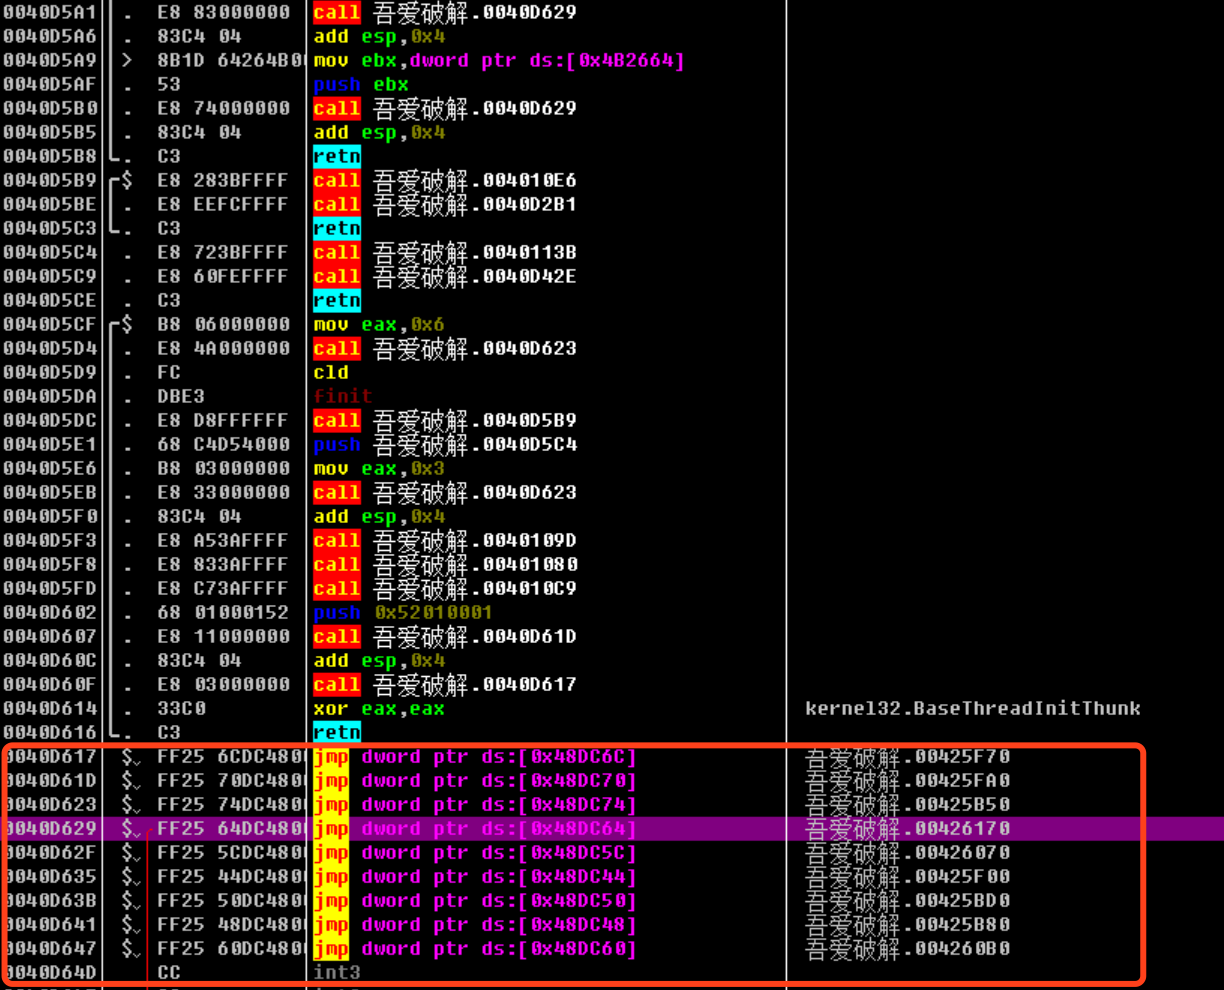 0040D5A1 . E8 83000000 call 吾爱破解.0040D629
0040D5A6 . 83C4 04 add esp,0x4
0040D5A9 > 8B1D 64264B0 mov ebx,dword ptr ds:[0x4B2664]
0040D5AF . 53 push ebx
0040D5B0 . E8 74000000 call 吾爱破解.0040D629
0040D5B5 . 83C4 04 add esp,0x4
0040D5B8 . C3 retn
0040D5B9 $ E8 283BFFFF call 吾爱破解.004010E6
0040D5BE . E8 EEFCFFFF call 吾爱破解.0040D2B1
0040D5C3 . C3 retn
0040D5C4 . E8 723BFFFF call 吾爱破解.0040113B
0040D5C9 . E8 60FEFFFF call 吾爱破解.0040D42E
0040D5CE . C3 retn
0040D5CF $ B8 06000000 mov eax,0x6
0040D5D4 . E8 4A000000 call 吾爱破解.0040D623
0040D5D9 . FC cld
0040D5DA . DBE3 finit
0040D5DC . E8 D8FFFFFF call 吾爱破解.0040D5B9
0040D5E1 . 68 C4D54000 push 吾爱破解.0040D5C4
0040D5E6 . B8 03000000 mov eax,0x3
0040D5EB . E8 33000000 call 吾爱破解.0040D623
0040D5F0 . 83C4 04 add esp,0x4
0040D5F3 . E8 A53AFFFF call 吾爱破解.0040109D
0040D5F8 . E8 833AFFFF call 吾爱破解.00401080
0040D5FD . E8 C73AFFFF call 吾爱破解.004010C9
0040D602 . 68 01000152 push 0x52010001
0040D607 . E8 11000000 call 吾爱破解.0040D61D
0040D60C . 83C4 04 add esp,0x4
0040D60F . E8 03000000 call 吾爱破解.0040D617
0040D614 . 33C0 xor eax,eax kernel32.BaseThreadInitThunk
0040D616 . C3 retn
0040D617 $ FF25 6CDC480 jmp dword ptr ds:[0x48DC6C] 吾爱破解.00425F70
0040D61D $ FF25 70DC480 jmp dword ptr ds:[0x48DC70] 吾爱破解.00425FA0
0040D623 $ FF25 74DC480 jmp dword ptr ds:[0x48DC74] 吾爱破解.00425B50
0040D629 $ FF25 64DC480 jmp dword ptr ds:[0x48DC64] 吾爱破解.00426170
0040D62F $ FF25 5CDC480 jmp dword ptr ds:[0x48DC5C] 吾爱破解.00426070
0040D635 $ FF25 44DC480 jmp dword ptr ds:[0x48DC44] 吾爱破解.00425F00
0040D63B $ FF25 50DC480 jmp dword ptr ds:[0x48DC50] 吾爱破解.00425BD0
0040D641 $ FF25 48DC480 jmp dword ptr ds:[0x48DC48] 吾爱破解.00425B80
0040D647 $ FF25 60DC480 jmp dword ptr ds:[0x48DC60] 吾爱破解.004260B0
0040D64D CC int3